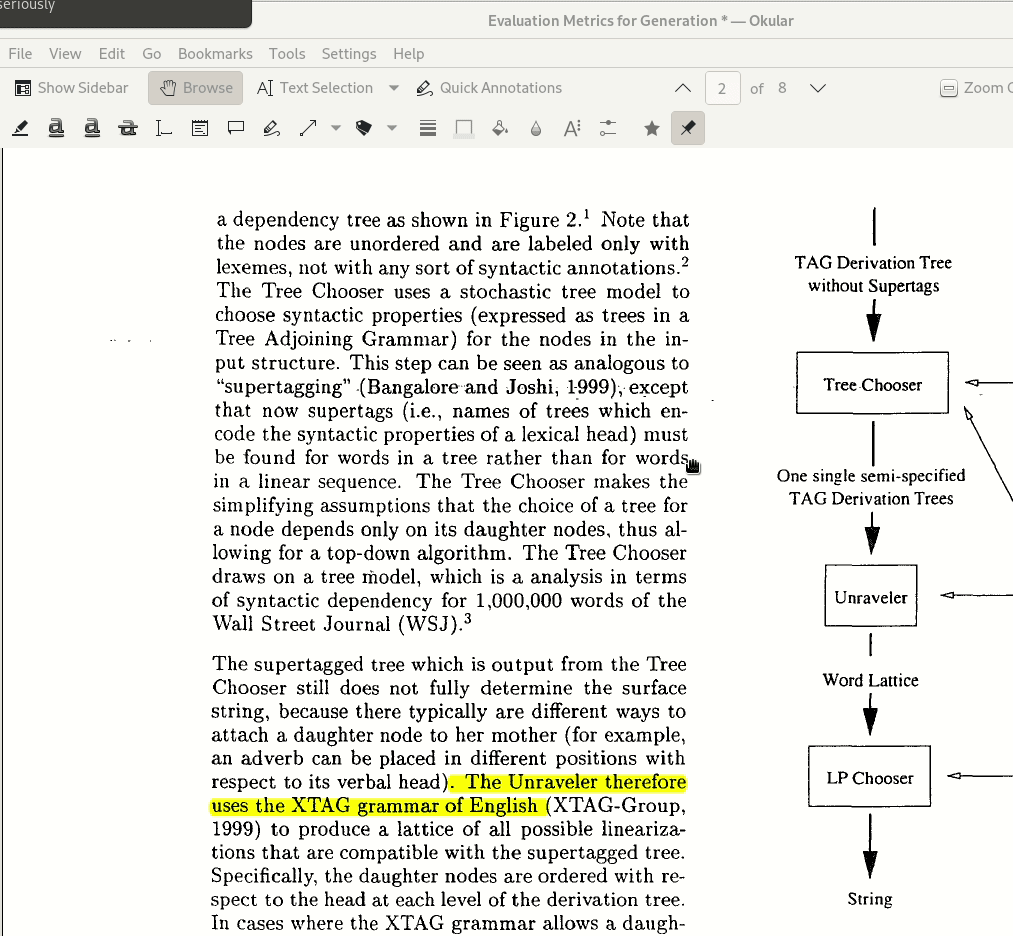 seriously
Evaluation Metrics for Generation * — Okular
File View Edit Go Bookmarks Tools Settings Help
Show Sidebar Browse Text Selection Quick Annotations 2 of 8 Zoom
a dependency tree as shown in Figure 2.¹ Note that
the nodes are unordered and are labeled only with
lexemes, not with any sort of syntactic annotations.²
The Tree Chooser uses a stochastic tree model to
choose syntactic properties (expressed as trees in a
Tree Adjoining Grammar) for the nodes in the in-
put structure. This step can be seen as analogous to
“supertagging” (Bangalore and Joshi, 1999), except
that now supertags (i.e., names of trees which en-
code the syntactic properties of a lexical head) must
be found for words in a tree rather than for words
in a linear sequence. The Tree Chooser makes the
simplifying assumptions that the choice of a tree for
a node depends only on its daughter nodes, thus al-
lowing for a top-down algorithm. The Tree Chooser
draws on a tree model, which is a analysis in terms
of syntactic dependency for 1,000,000 words of the
Wall Street Journal (WSJ).³
The supertagged tree which is output from the Tree
Chooser still does not fully determine the surface
string, because there typically are different ways to
attach a daughter node to her mother (for example,
an adverb can be placed in different positions with
respect to its verbal head). The Unraveler therefore
uses the XTAG grammar of English (XTAG-Group,
1999) to produce a lattice of all possible lineariza-
tions that are compatible with the supertagged tree.
Specifically, the daughter nodes are ordered with re-
spect to the head at each level of the derivation tree.
In cases where the XTAG grammar allows a daugh-
TAG Derivation Tree
without Supertags
Tree Chooser
One single semi-specified
TAG Derivation Trees
Unraveler
Word Lattice
LP Chooser
String